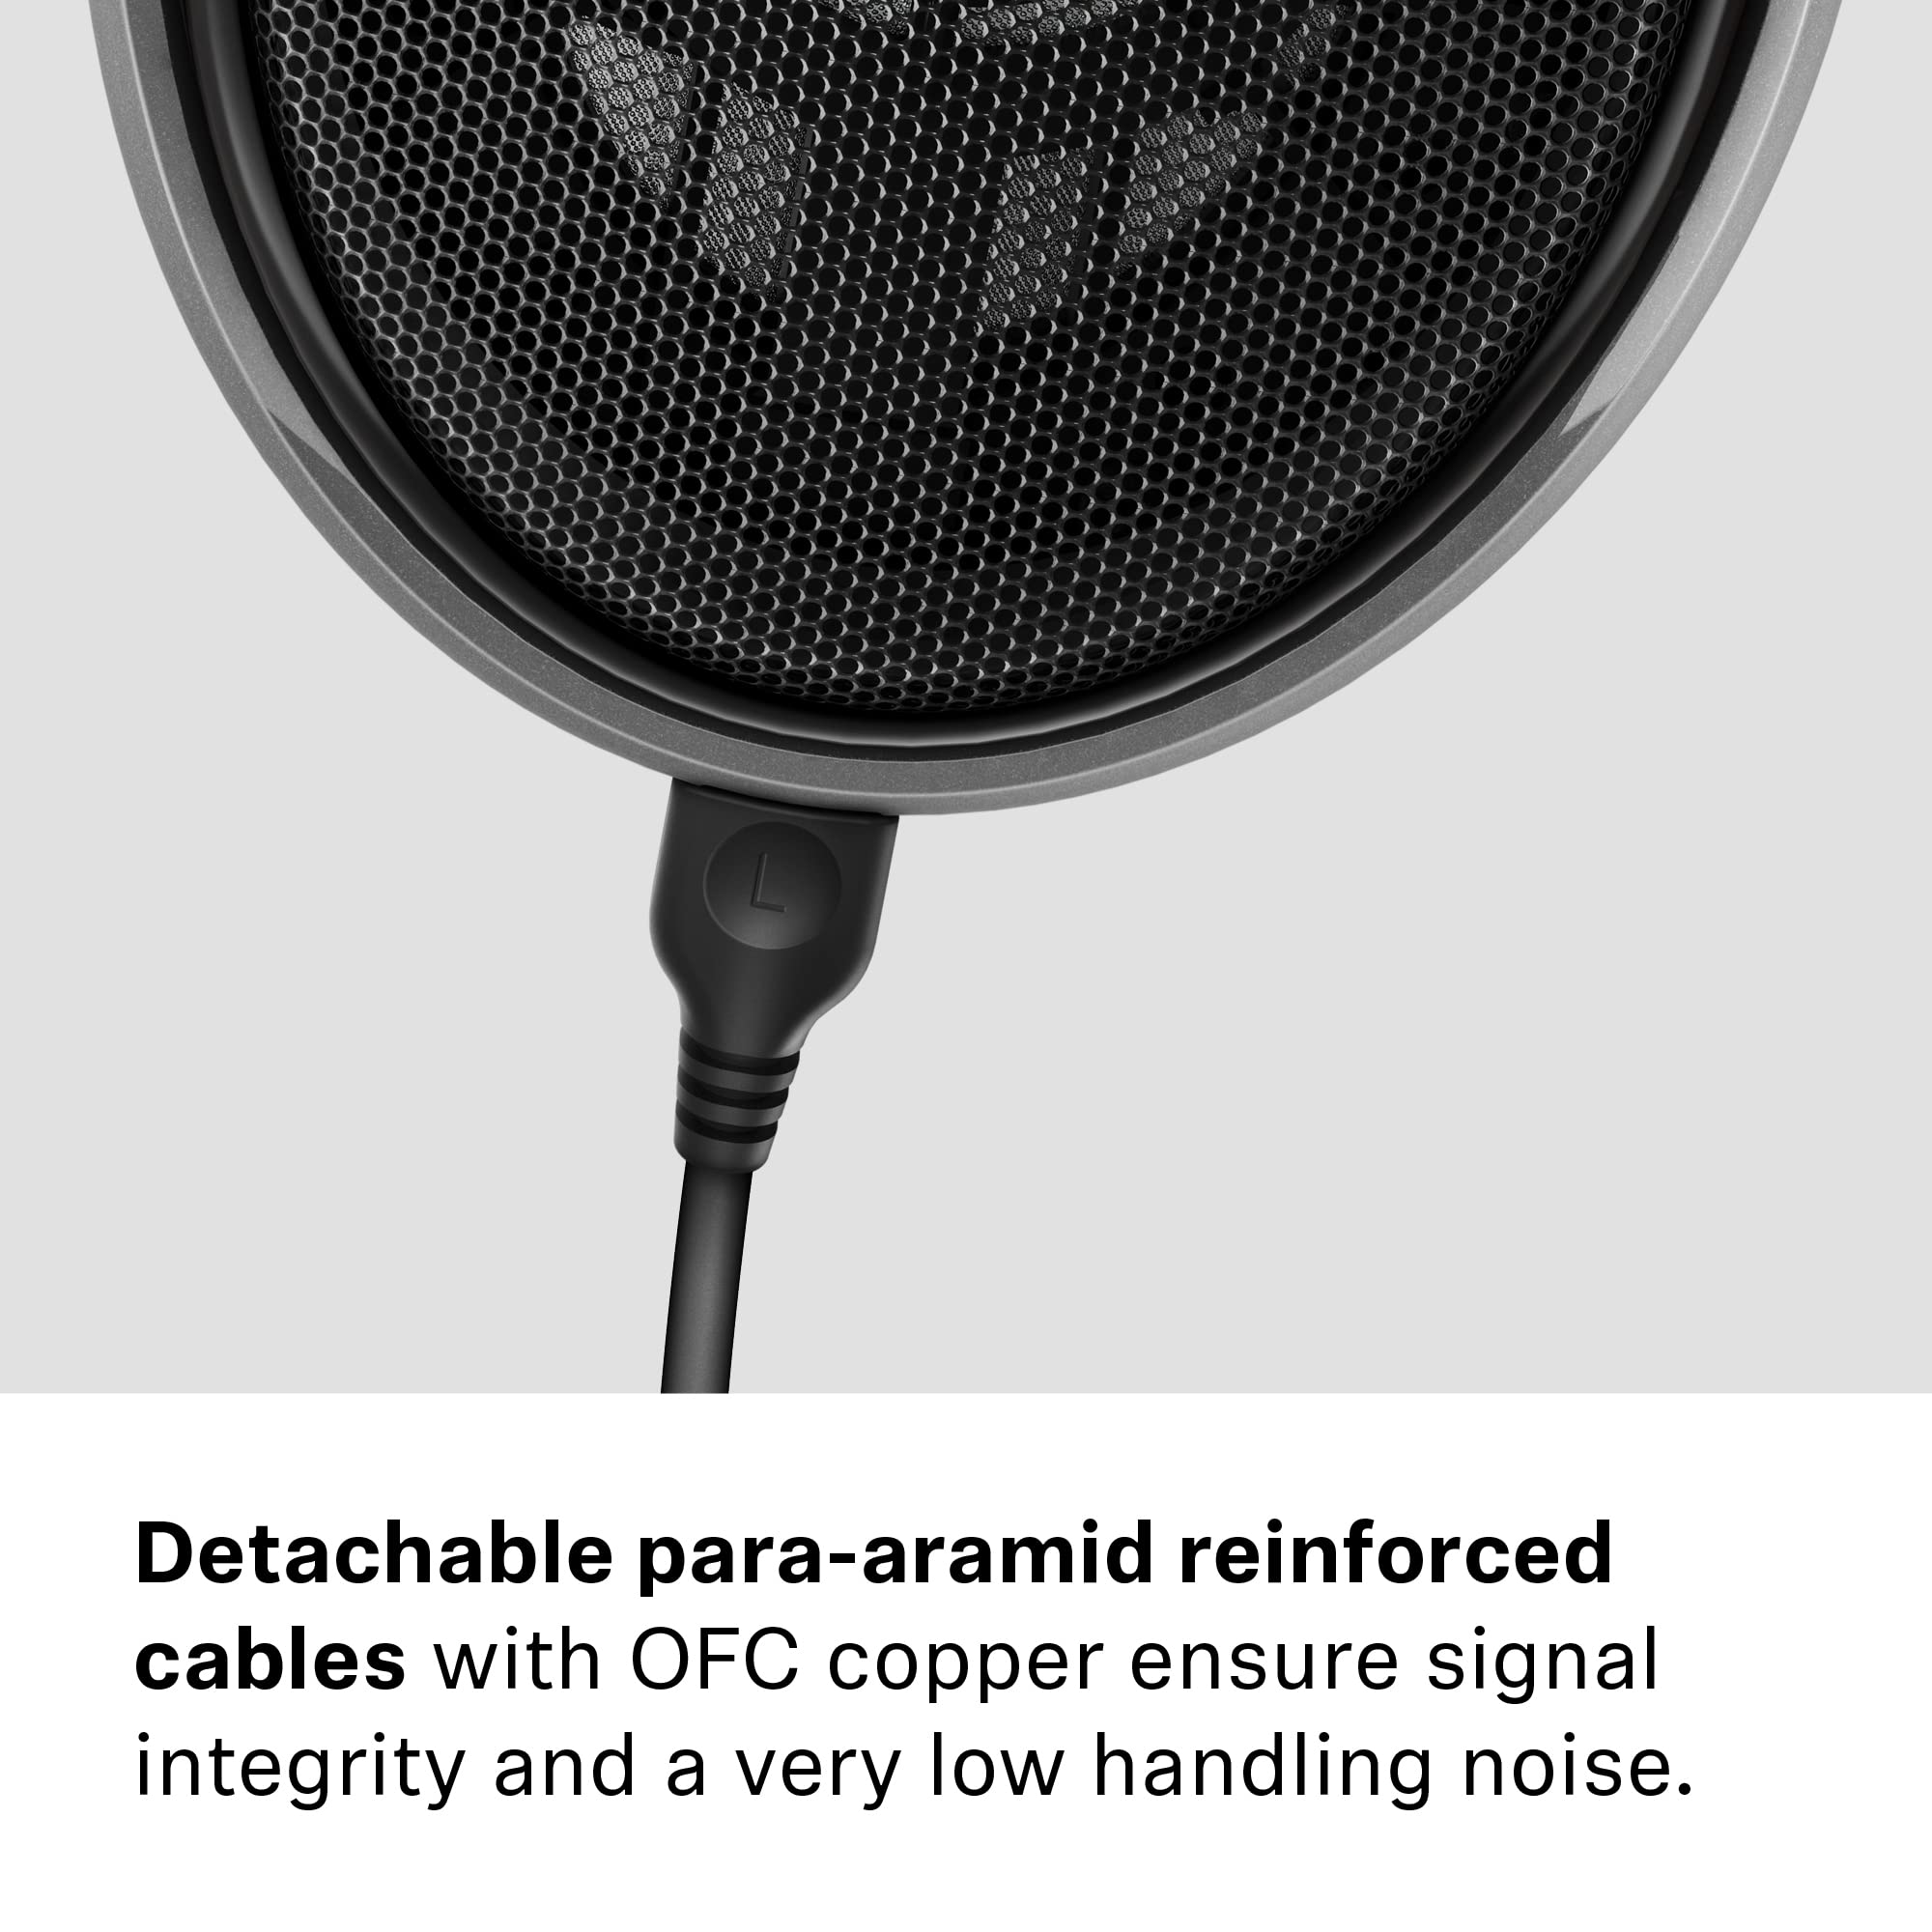 L
Detachable para-aramid reinforced
cables with OFC copper ensure signal
integrity and a very low handling noise.